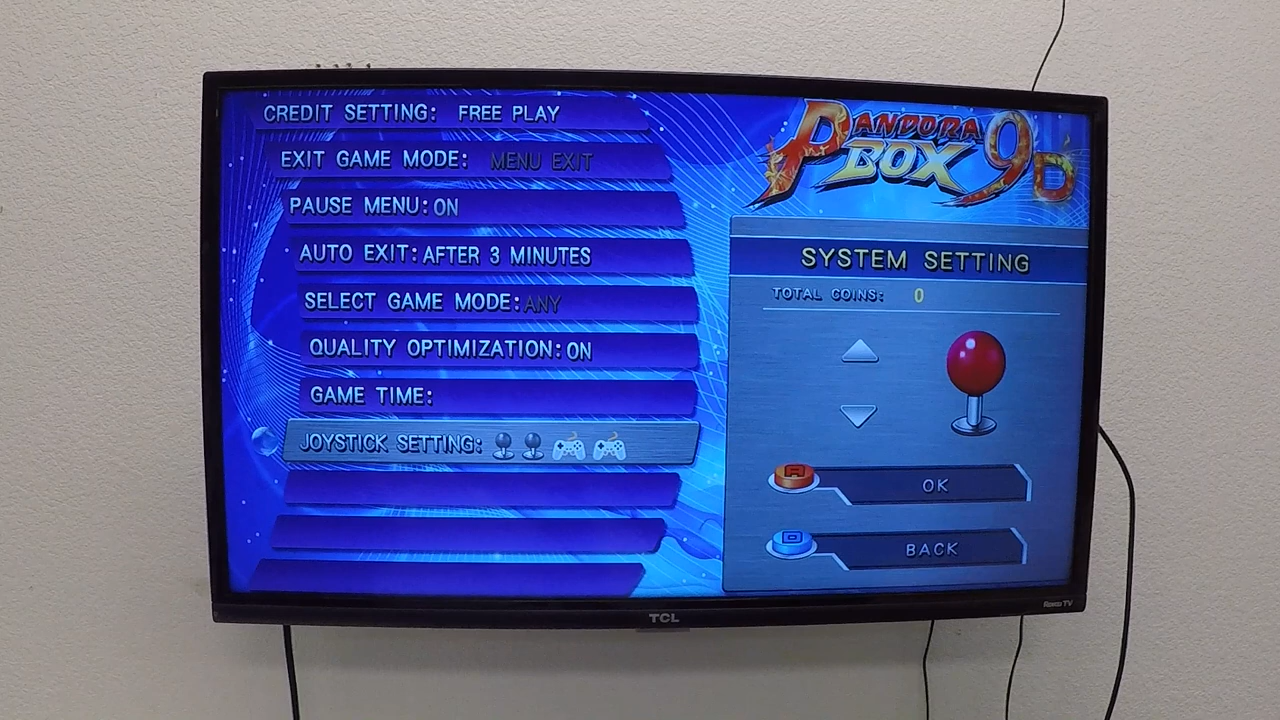 CREDIT SETTING: FREE PLAY
EXIT GAME MODE: MENU EXIT
PAUSE MENU: ON
AUTO EXIT: AFTER 3 MINUTES
SELECT GAME MODE: ANY
QUALITY OPTIMIZATION: ON
GAME TIME:
JOYSTICK SETTING:
PANDORA
BOX 9D
SYSTEM SETTING
TOTAL COINS: 0
A OK
D BACK
TCL
Roku TV